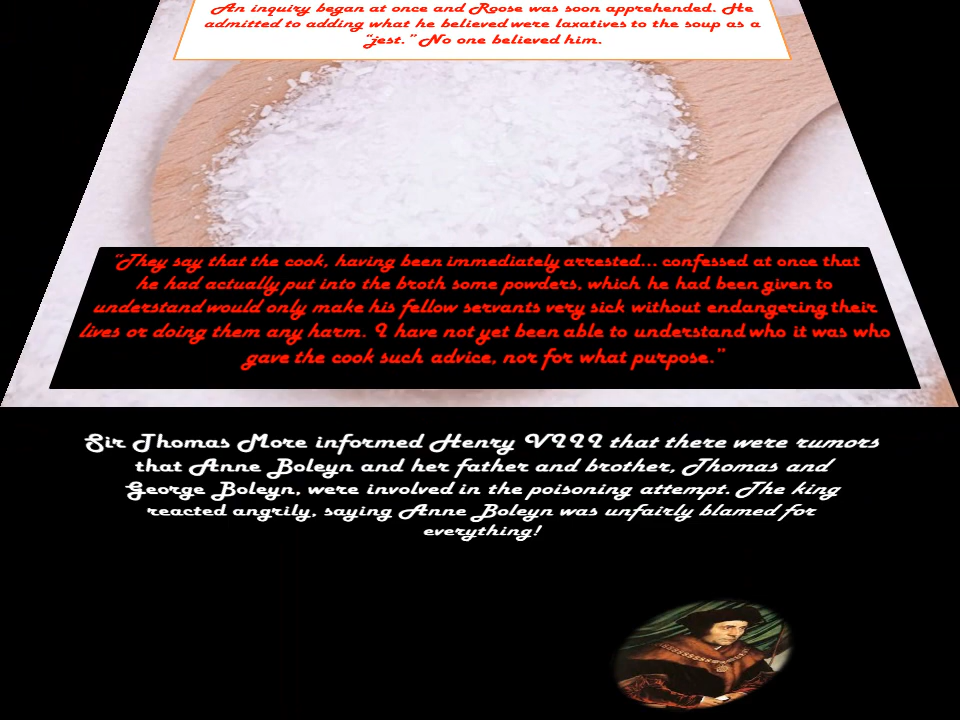 An inquiry began at once and Roose was soon apprehended. He
admitted to adding what he believed were laxatives to the soup as a
“jest.” No one believed him.
“They say that the cook, having been immediately arrested... confessed at once that
he had actually put into the broth some powders, which he had been given to
understand would only make his fellow servants very sick without endangering their
lives or doing them any harm. I have not yet been able to understand who it was who
gave the cook such advice, nor for what purpose.”
Sir Thomas More informed Henry VIII that there were rumors
that Anne Boleyn and her father and brother, Thomas and
George Boleyn, were involved in the poisoning attempt. The king
reacted angrily, saying Anne Boleyn was unfairly blamed for
everything!